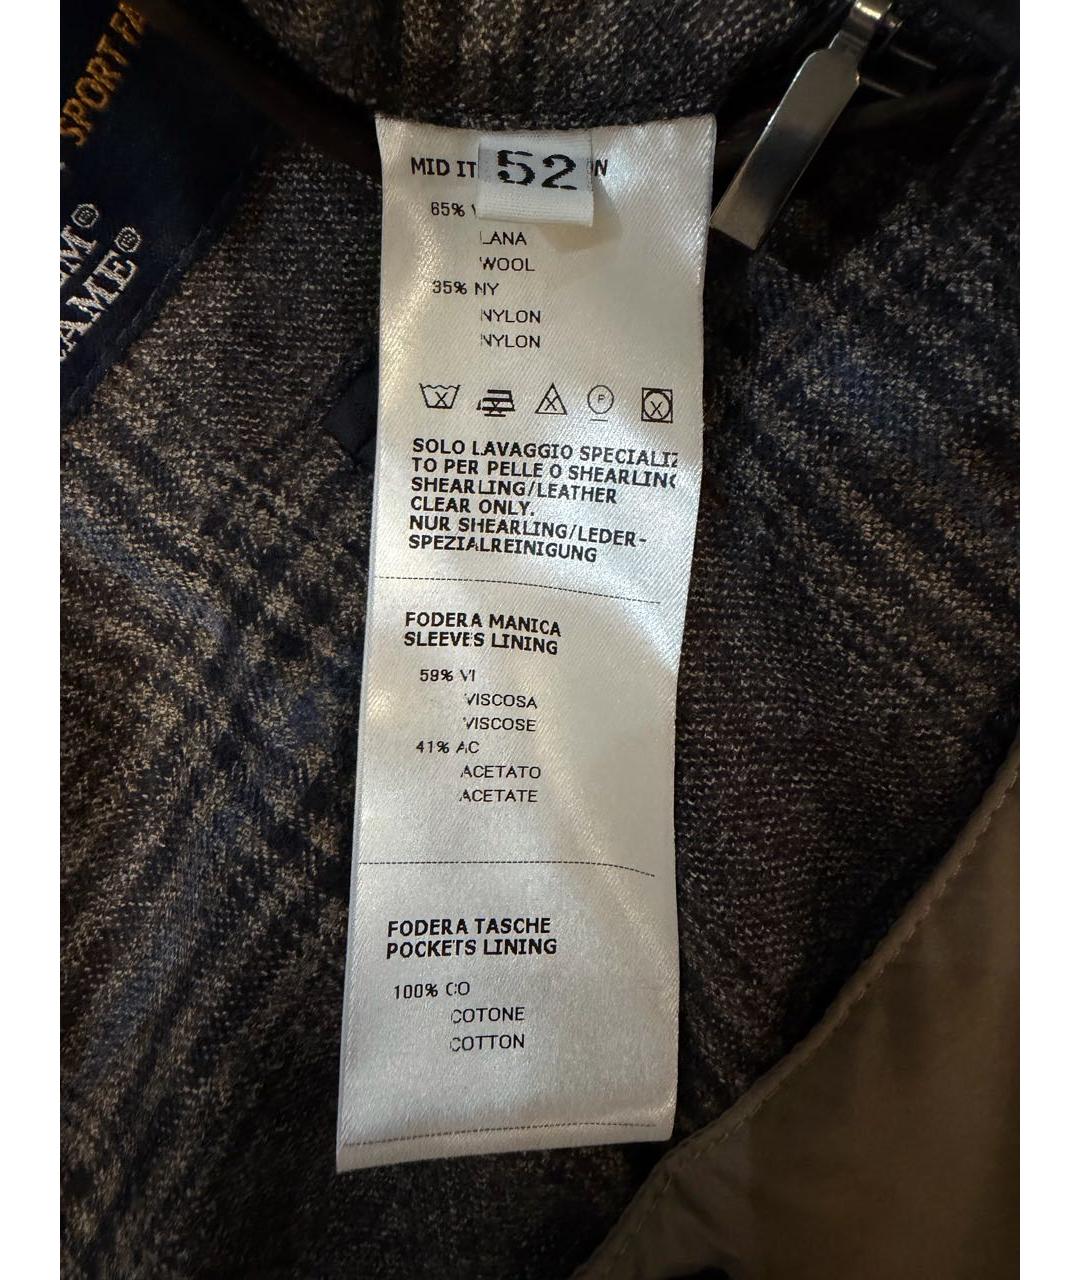 SPORT
AME®
MID IT
52
65%
LANA
WOOL
35% NY
NYLON
NYLON
P
SOLO LAVAGGIO SPECIALIZ
TO PER PELLE O SHEARLING
SHEARLING/LEATHER
CLEAR ONLY.
NUR SHEARLING/LEDER-
SPEZIALREINIGUNG
FODERA MANICA
SLEEVES LINING
59% VI
VISCOSA
VISCOSE
41% AC
ACETATO
ACETATE
FODERA TASCHE
POCKETS LINING
100% CO
COTONE
COTTON